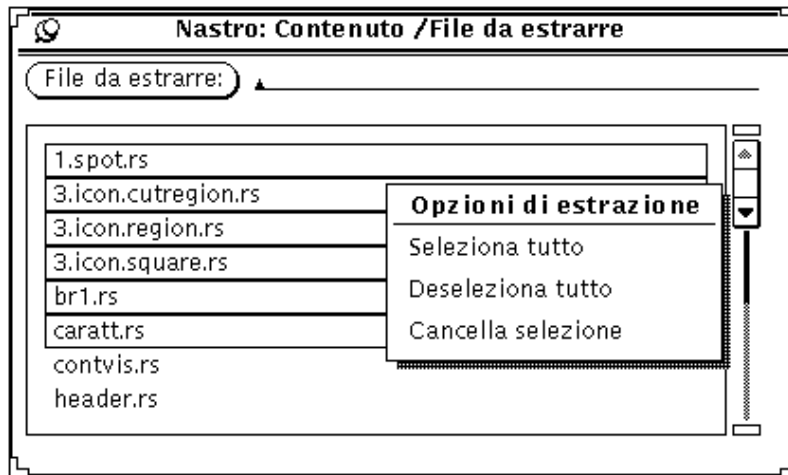 Nastro: Contenuto /File da estrarre
File da estrarre:
1.spot.rs
3.icon.cutregion.rs
3.icon.region.rs
3.icon.square.rs
br1.rs
caratt.rs
contvis.rs
header.rs
Opzioni di estrazione
Seleziona tutto
Deseleziona tutto
Cancella selezione